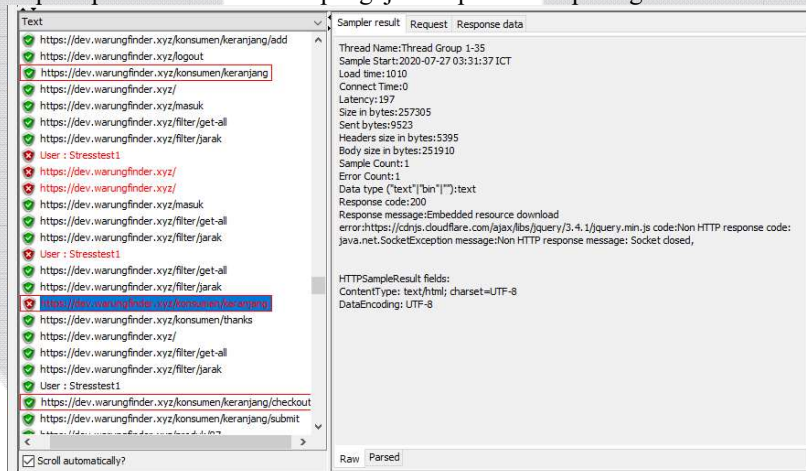 Text
https://dev.warungfinder.xyz/konsumen/keranjang/add
https://dev.warungfinder.xyz/logout
https://dev.warungfinder.xyz/konsumen/keranjang
https://dev.warungfinder.xyz/
https://dev.warungfinder.xyz/masuk
https://dev.warungfinder.xyz/filter/get-all
https://dev.warungfinder.xyz/filter/jarak
User : Stresstest1
https://dev.warungfinder.xyz/
https://dev.warungfinder.xyz/
https://dev.warungfinder.xyz/masuk
https://dev.warungfinder.xyz/filter/get-all
https://dev.warungfinder.xyz/filter/jarak
User : Stresstest1
https://dev.warungfinder.xyz/filter/get-all
https://dev.warungfinder.xyz/filter/jarak
https://dev.warungfinder.xyz/konsumen/keranjang
https://dev.warungfinder.xyz/konsumen/thanks
https://dev.warungfinder.xyz/
https://dev.warungfinder.xyz/filter/get-all
https://dev.warungfinder.xyz/filter/jarak
User : Stresstest1
https://dev.warungfinder.xyz/konsumen/keranjang/checkout
https://dev.warungfinder.xyz/konsumen/keranjang/submit
Scroll automatically?
Sampler result Request Response data
Thread Name:Thread Group 1-35
Sample Start:2020-07-27 03:31:37 ICT
Load time:1010
Connect Time:0
Latency:197
Size in bytes:257305
Sent bytes:9523
Headers size in bytes:5395
Body size in bytes:251910
Sample Count:1
Error Count:1
Data type ("text"|"bin"|""):text
Response code:200
Response message:Embedded resource download
error:https://cdnjs.cloudflare.com/ajax/libs/jquery/3.4.1/jquery.min.js code:Non HTTP response code:
java.net.SocketException message:Non HTTP response message: Socket closed,
HTTPSampleResult fields:
ContentType: text/html; charset=UTF-8
DataEncoding: UTF-8
Raw Parsed